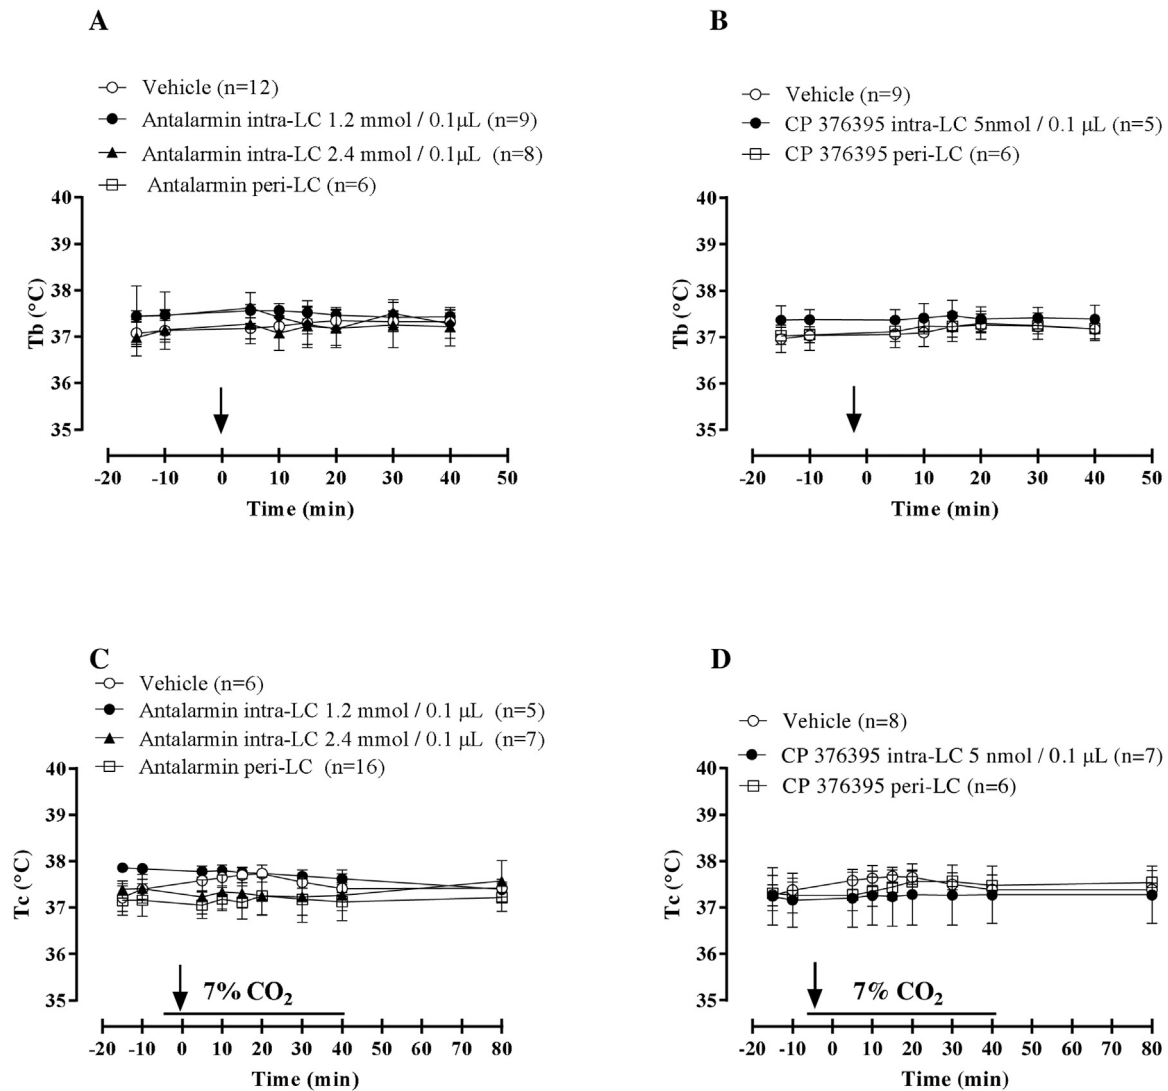 A
Vehicle (n=12)
Antalarmin intra-LC 1.2 mmol / 0.1μL (n=9)
Antalarmin intra-LC 2.4 mmol / 0.1μL (n=8)
Antalarmin peri-LC (n=6)
40
39
38
37
36
35
Tb (°C)
-20 -10 0 10 20 30 40 50
Time (min)
B
Vehicle (n=9)
CP 376395 intra-LC 5nmol / 0.1 μL (n=5)
CP 376395 peri-LC (n=6)
40
39
38
37
36
35
Tb (°C)
-20 -10 0 10 20 30 40 50
Time (min)
C
Vehicle (n=6)
Antalarmin intra-LC 1.2 mmol / 0.1 μL (n=5)
Antalarmin intra-LC 2.4 mmol / 0.1 μL (n=7)
Antalarmin peri-LC (n=16)
40
39
38
37
36
35
Tc (°C)
7% CO₂
-20 -10 0 10 20 30 40 50 60 70 80
Time (min)
D
Vehicle (n=8)
CP 376395 intra-LC 5 nmol / 0.1 μL (n=7)
CP 376395 peri-LC (n=6)
40
39
38
37
36
35
Tc (°C)
7% CO₂
-20 -10 0 10 20 30 40 50 60 70 80
Time (min)